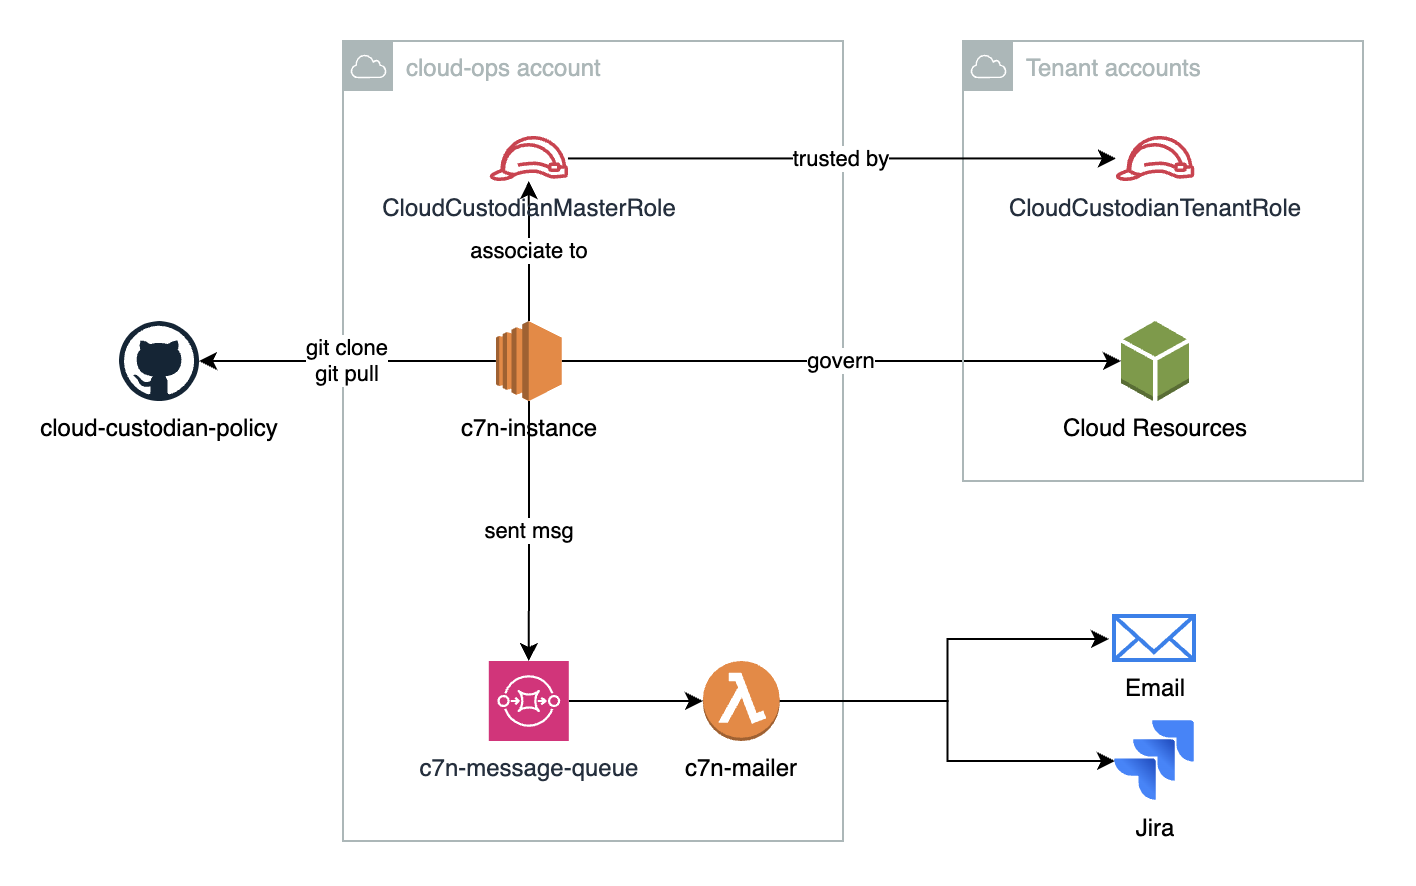 cloud-ops account
Tenant accounts
trusted by
CloudCustodianMasterRole
CloudCustodianTenantRole
associate to
git clone
git pull
govern
cloud-custodian-policy
c7n-instance
Cloud Resources
sent msg
Email
c7n-message-queue
c7n-mailer
Jira